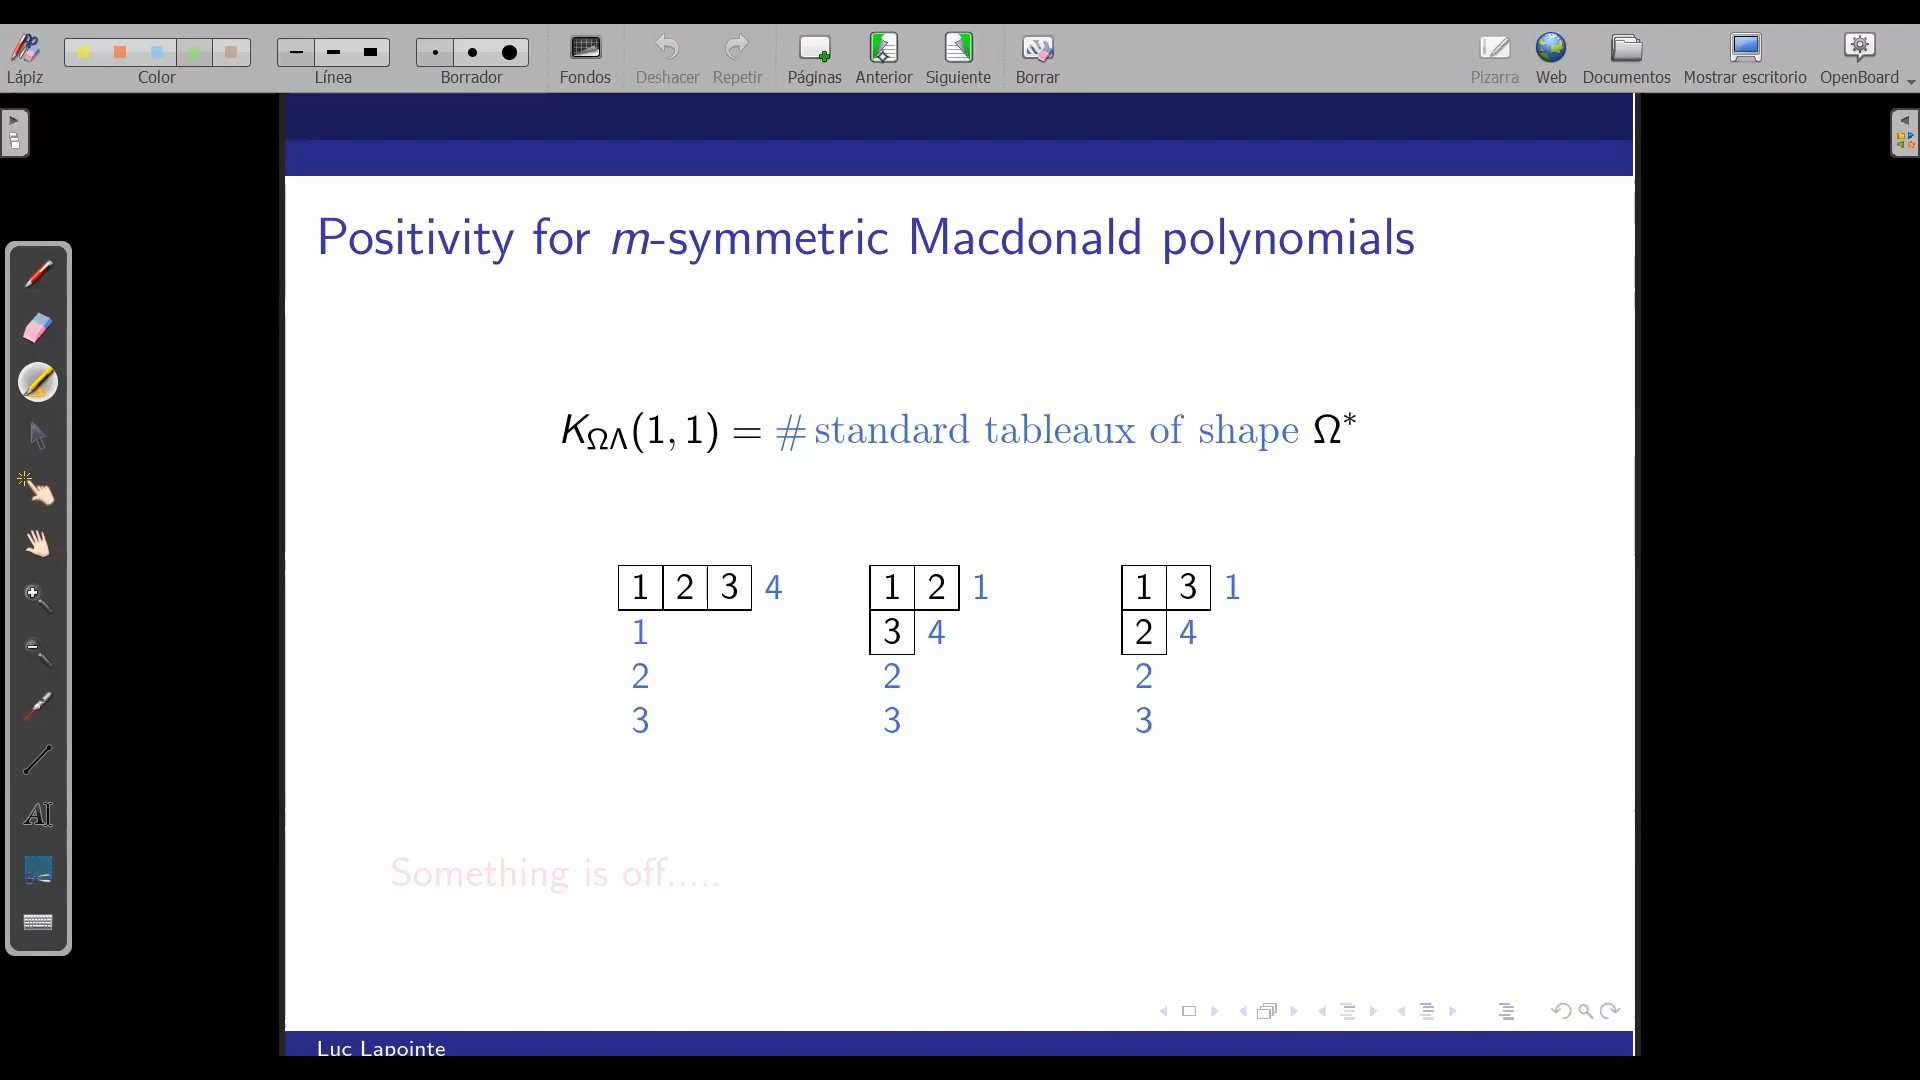 Lápiz Color Línea Borrador Fondos Deshacer Repetir Páginas Anterior Siguiente Borrar Pizarra Web Documentos Mostrar escritorio OpenBoard
Positivity for m-symmetric Macdonald polynomials
K_{ΩΛ}(1, 1) = # standard tableaux of shape Ω*
1 2 3 4 1 2 1 1 3 1
1 3 4 2 4
2 2 2
3 3 3
Something is off.....
Luc Lapointe